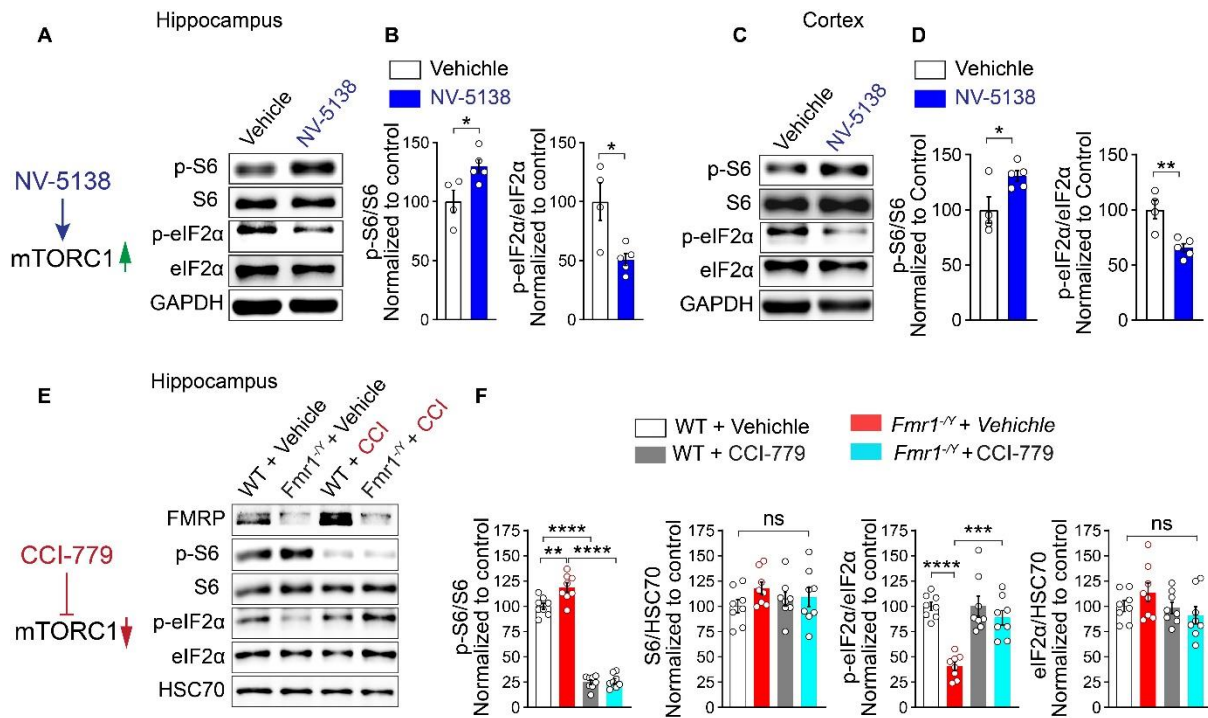 Hippocampus
Cortex
A
B
C
D
Vehicle
NV-5138
Vehichle
NV-5138
Vehichle
NV-5138
Vehichle
NV-5138
NV-5138
mTORC1
p-S6
S6
p-eIF2α
eIF2α
GAPDH
p-S6/S6
Normalized to control
150
100
50
0
*
p-eIF2α/eIF2α
Normalized to control
150
100
50
0
*
p-S6
S6
p-eIF2α
eIF2α
GAPDH
p-S6/S6
Normalized to Control
150
100
50
0
*
p-eIF2α/eIF2α
Normalized to Control
150
100
50
0
**
E
Hippocampus
F
WT + Vehicle
Fmr1-/Y + Vehicle
WT + CCI
Fmr1-/Y + CCI
CCI-779
mTORC1
FMRP
p-S6
S6
p-eIF2α
eIF2α
HSC70
WT + Vehichle
Fmr1-/Y + Vehichle
WT + CCI-779
Fmr1-/Y + CCI-779
p-S6/S6
Normalized to control
175
150
125
100
75
50
25
0
****
**
****
S6/HSC70
Normalized to control
175
150
125
100
75
50
25
0
ns
p-eIF2α/eIF2α
Normalized to control
175
150
125
100
75
50
25
0
***
****
eIF2α/HSC70
Normalized to control
175
150
125
100
75
50
25
0
ns